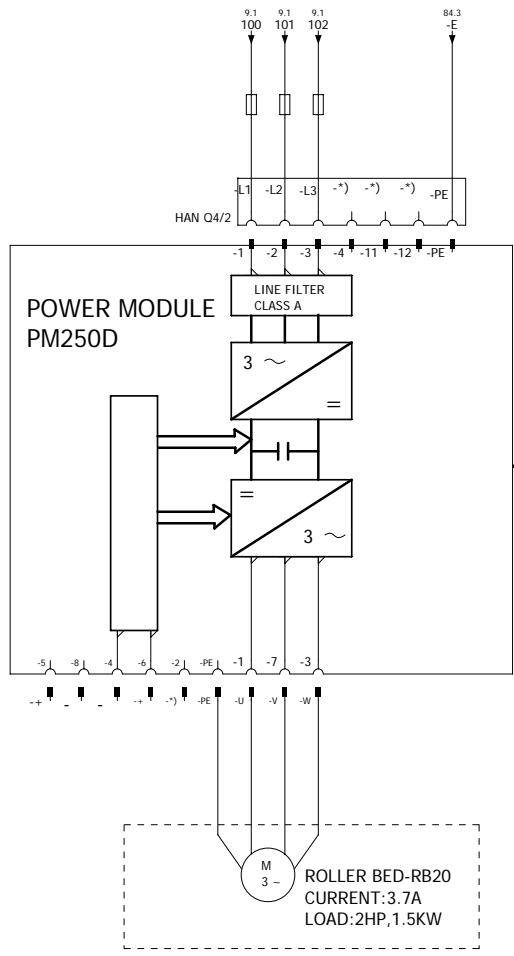 9.1 9.1 9.1 84.3
100 101 102 -E
-L1 -L2 -L3 -*) -*) -*) -PE
HAN Q4/2
-1 -2 -3 -4 -11 -12 -PE
LINE FILTER
CLASS A
POWER MODULE
PM250D
3 ~
=
=
3 ~
-5 -8 -4 -6 -2 -PE -1 -7 -3
-+ - - -+ -*) -PE -U -V -W
M
3 ~
ROLLER BED-RB20
CURRENT:3.7A
LOAD:2HP,1.5KW